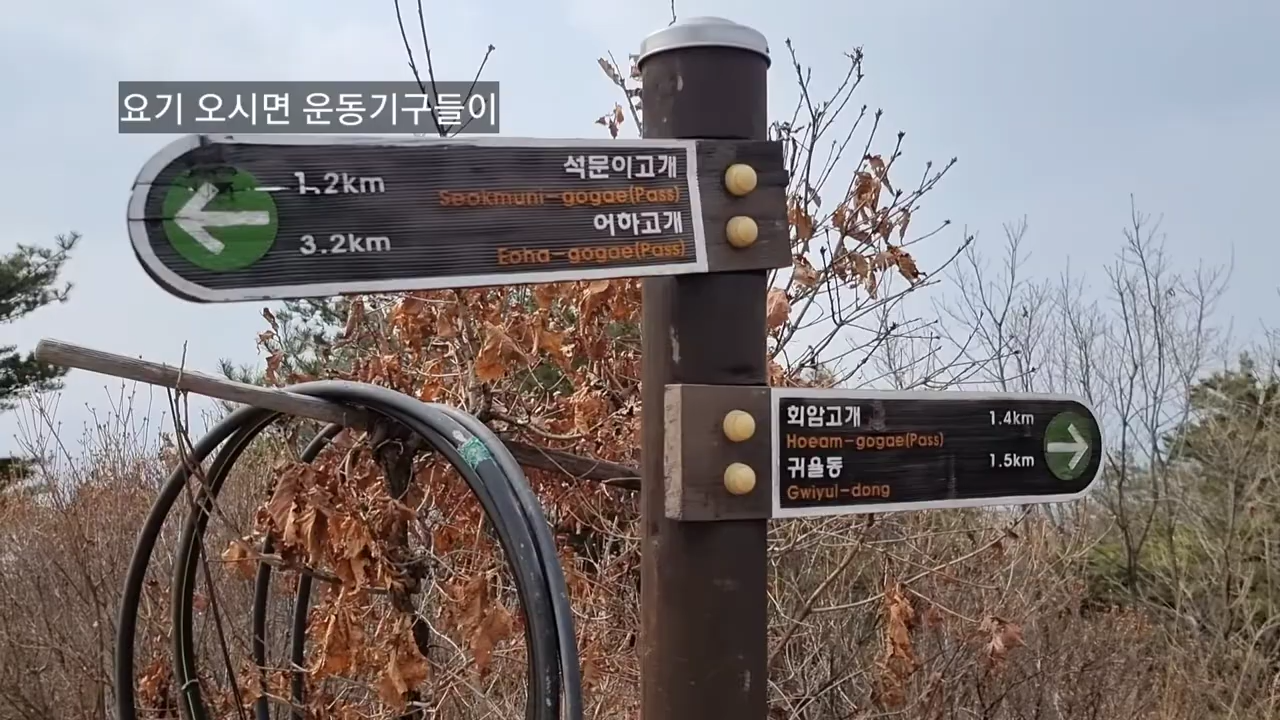 요기 오시면 운동기구들이
1.2km 석문이고개
Seokmuni-gogae(Pass)
3.2km 어하고개
Eoha-gogae(Pass)
회암고개 1.4km
Hoeam-gogae(Pass)
귀율동 1.5km
Gwiyul-dong